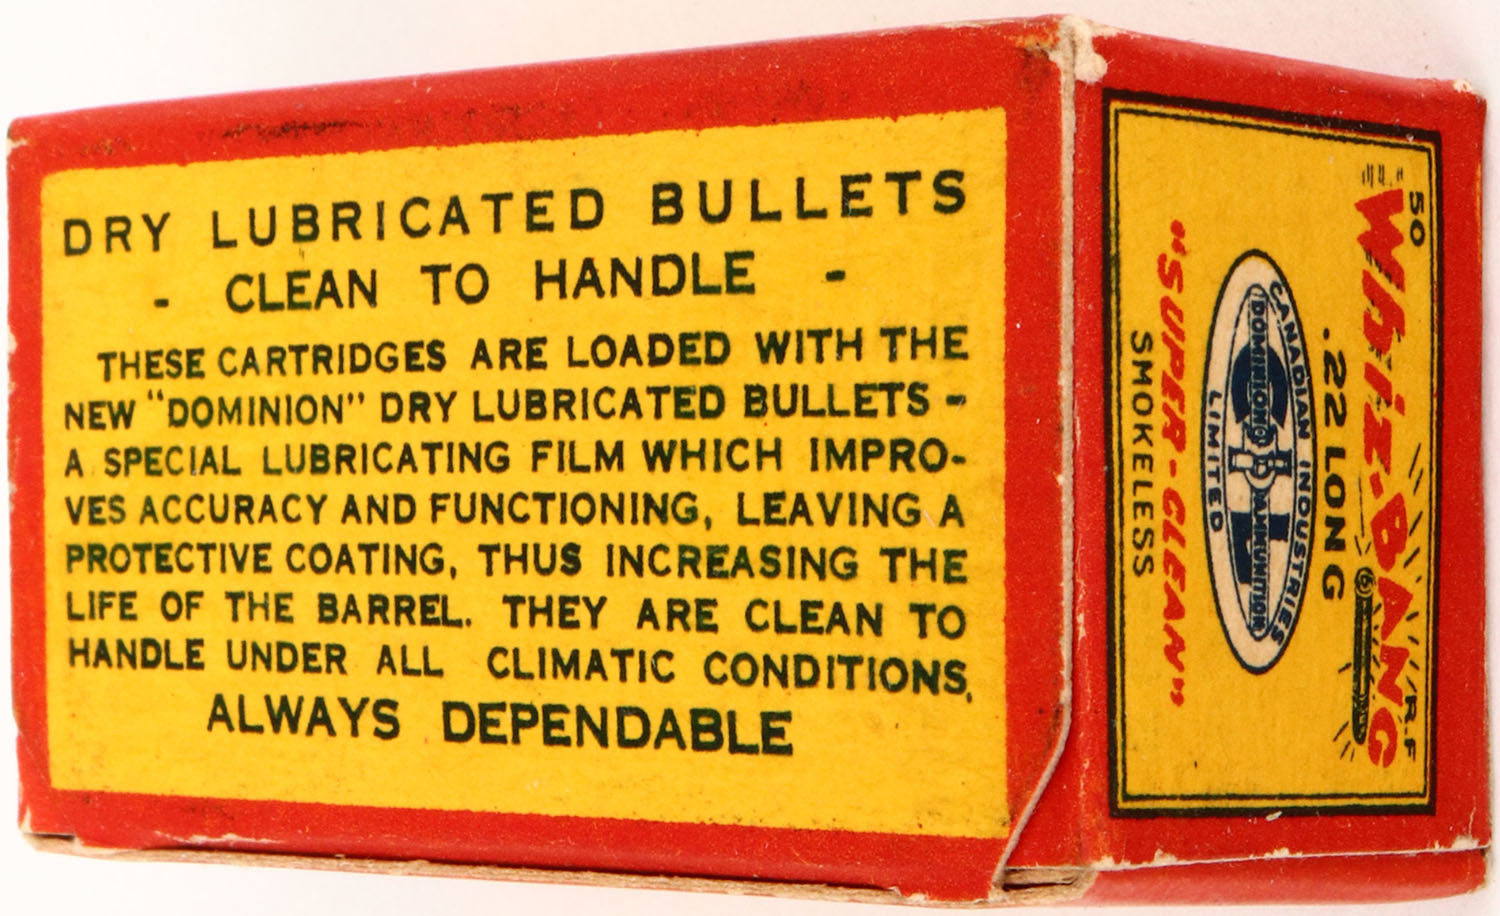 DRY LUBRICATED BULLETS
- CLEAN TO HANDLE -
THESE CARTRIDGES ARE LOADED WITH THE
NEW "DOMINION" DRY LUBRICATED BULLETS -
A SPECIAL LUBRICATING FILM WHICH IMPRO-
VES ACCURACY AND FUNCTIONING, LEAVING A
PROTECTIVE COATING, THUS INCREASING THE
LIFE OF THE BARREL. THEY ARE CLEAN TO
HANDLE UNDER ALL CLIMATIC CONDITIONS,
ALWAYS DEPENDABLE
50 R.F
Whiz-BANG
.22 LONG
CANADIAN INDUSTRIES
DOMINION AMMUNITION
LIMITED
"SUPER-CLEAN"
SMOKELESS